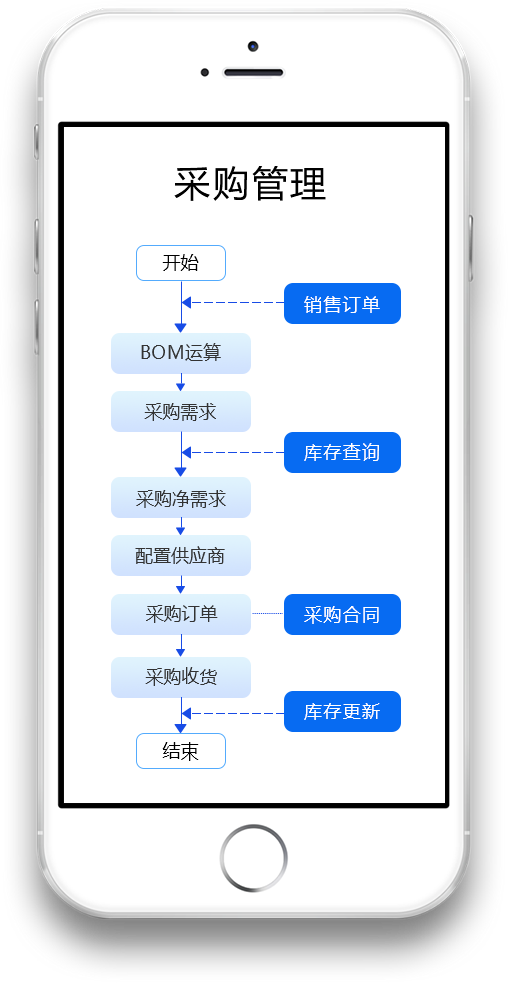 采购管理
开始
销售订单
BOM运算
采购需求
库存查询
采购净需求
配置供应商
采购订单
采购合同
采购收货
库存更新
结束